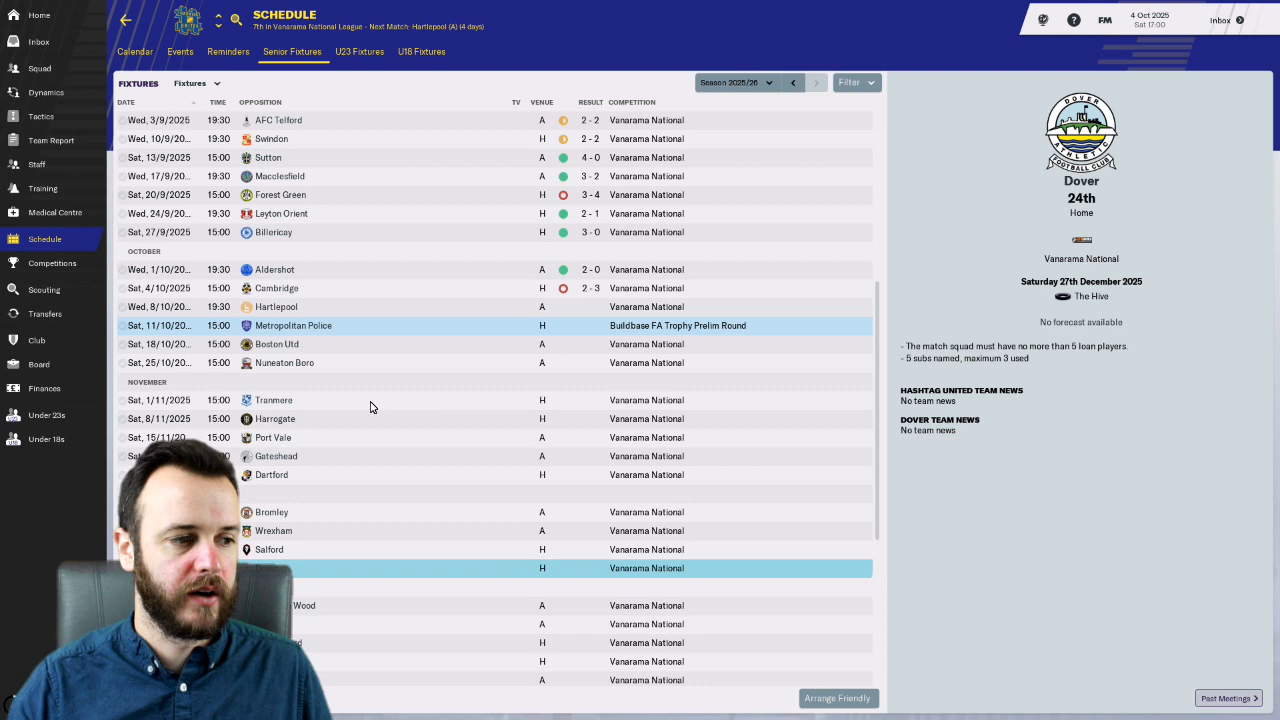 SCHEDULE
7th in Vanarama National League - Next Match: Hartlepool (A) (4 days)
FM
4 Oct 2025
Sat 17:00
Inbox
Home
Inbox
Squad
Dynamics
Tactics
Team Report
Staff
Training
Medical Centre
Schedule
Competitions
Scouting
Transfers
Club
Board
Finances
Under 23s
Under 18s
Calendar Events Reminders Senior Fixtures U23 Fixtures U18 Fixtures
FIXTURES Fixtures Season 2025/26 Filter
DATE TIME OPPOSITION TV VENUE RESULT COMPETITION
Wed, 3/9/2025 19:30 AFC Telford A 2 - 2 Vanarama National
Wed, 10/9/20... 19:30 Swindon H 2 - 2 Vanarama National
Sat, 13/9/2025 15:00 Sutton A 4 - 0 Vanarama National
Wed, 17/9/20... 19:30 Macclesfield A 3 - 2 Vanarama National
Sat, 20/9/2025 15:00 Forest Green H 3 - 4 Vanarama National
Wed, 24/9/20... 19:30 Leyton Orient H 2 - 1 Vanarama National
Sat, 27/9/2025 15:00 Billericay H 3 - 0 Vanarama National
OCTOBER
Wed, 1/10/20... 19:30 Aldershot A 2 - 0 Vanarama National
Sat, 4/10/2025 15:00 Cambridge H 2 - 3 Vanarama National
Wed, 8/10/20... 19:30 Hartlepool A Vanarama National
Sat, 11/10/20... 15:00 Metropolitan Police H Buildbase FA Trophy Prelim Round
Sat, 18/10/20... 15:00 Boston Utd A Vanarama National
Sat, 25/10/20... 15:00 Nuneaton Boro A Vanarama National
NOVEMBER
Sat, 1/11/2025 15:00 Tranmere H Vanarama National
Sat, 8/11/2025 15:00 Harrogate H Vanarama National
Sat, 15/11/20... 15:00 Port Vale A Vanarama National
Gateshead A Vanarama National
Dartford H Vanarama National
Bromley A Vanarama National
Wrexham A Vanarama National
Salford H Vanarama National
H Vanarama National
Wood A Vanarama National
A Vanarama National
H Vanarama National
H Vanarama National
A Vanarama National
Arrange Friendly
DOVER
ATHLETIC
FOOTBALL CLUB
Dover
24th
Home
Vanarama National
Saturday 27th December 2025
The Hive
No forecast available
- The match squad must have no more than 5 loan players.
- 5 subs named, maximum 3 used
HASHTAG UNITED TEAM NEWS
No team news
DOVER TEAM NEWS
No team news
Past Meetings